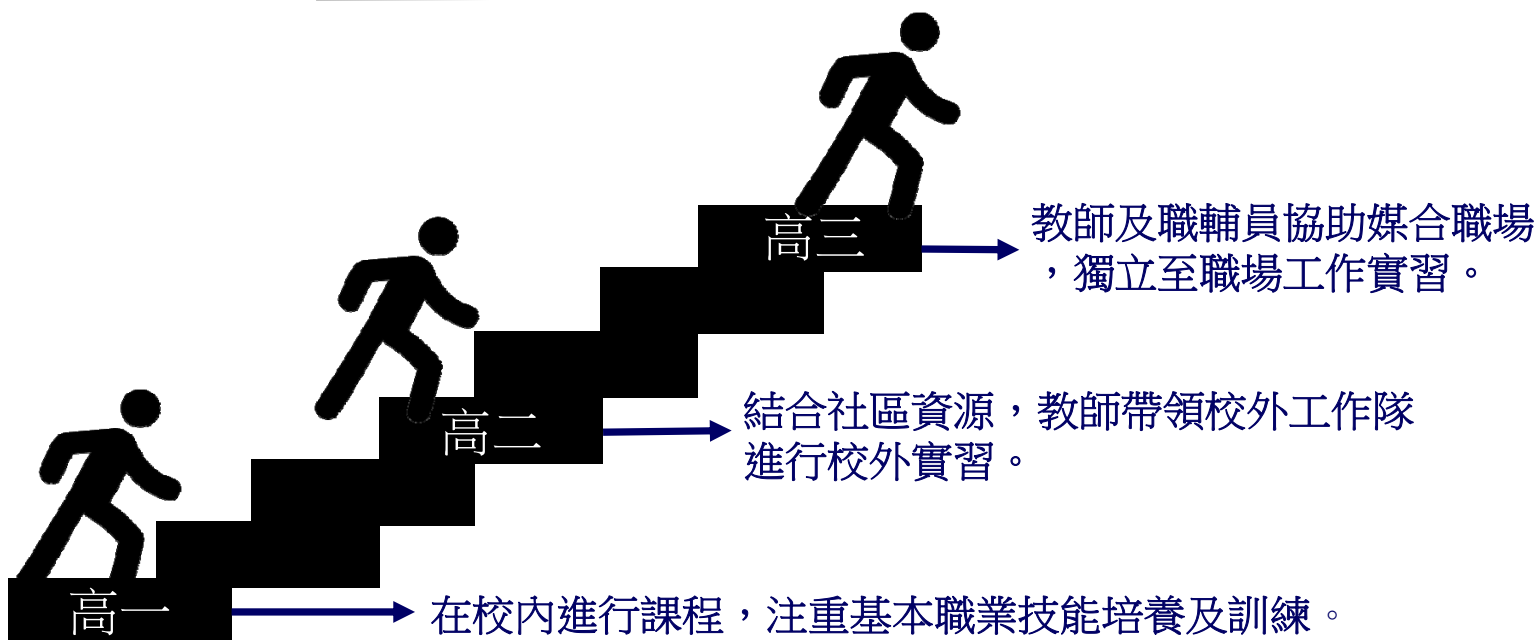 高三
教師及職輔員協助媒合職場
，獨立至職場工作實習。
高二
結合社區資源，教師帶領校外工作隊
進行校外實習。
高一
在校內進行課程，注重基本職業技能培養及訓練。